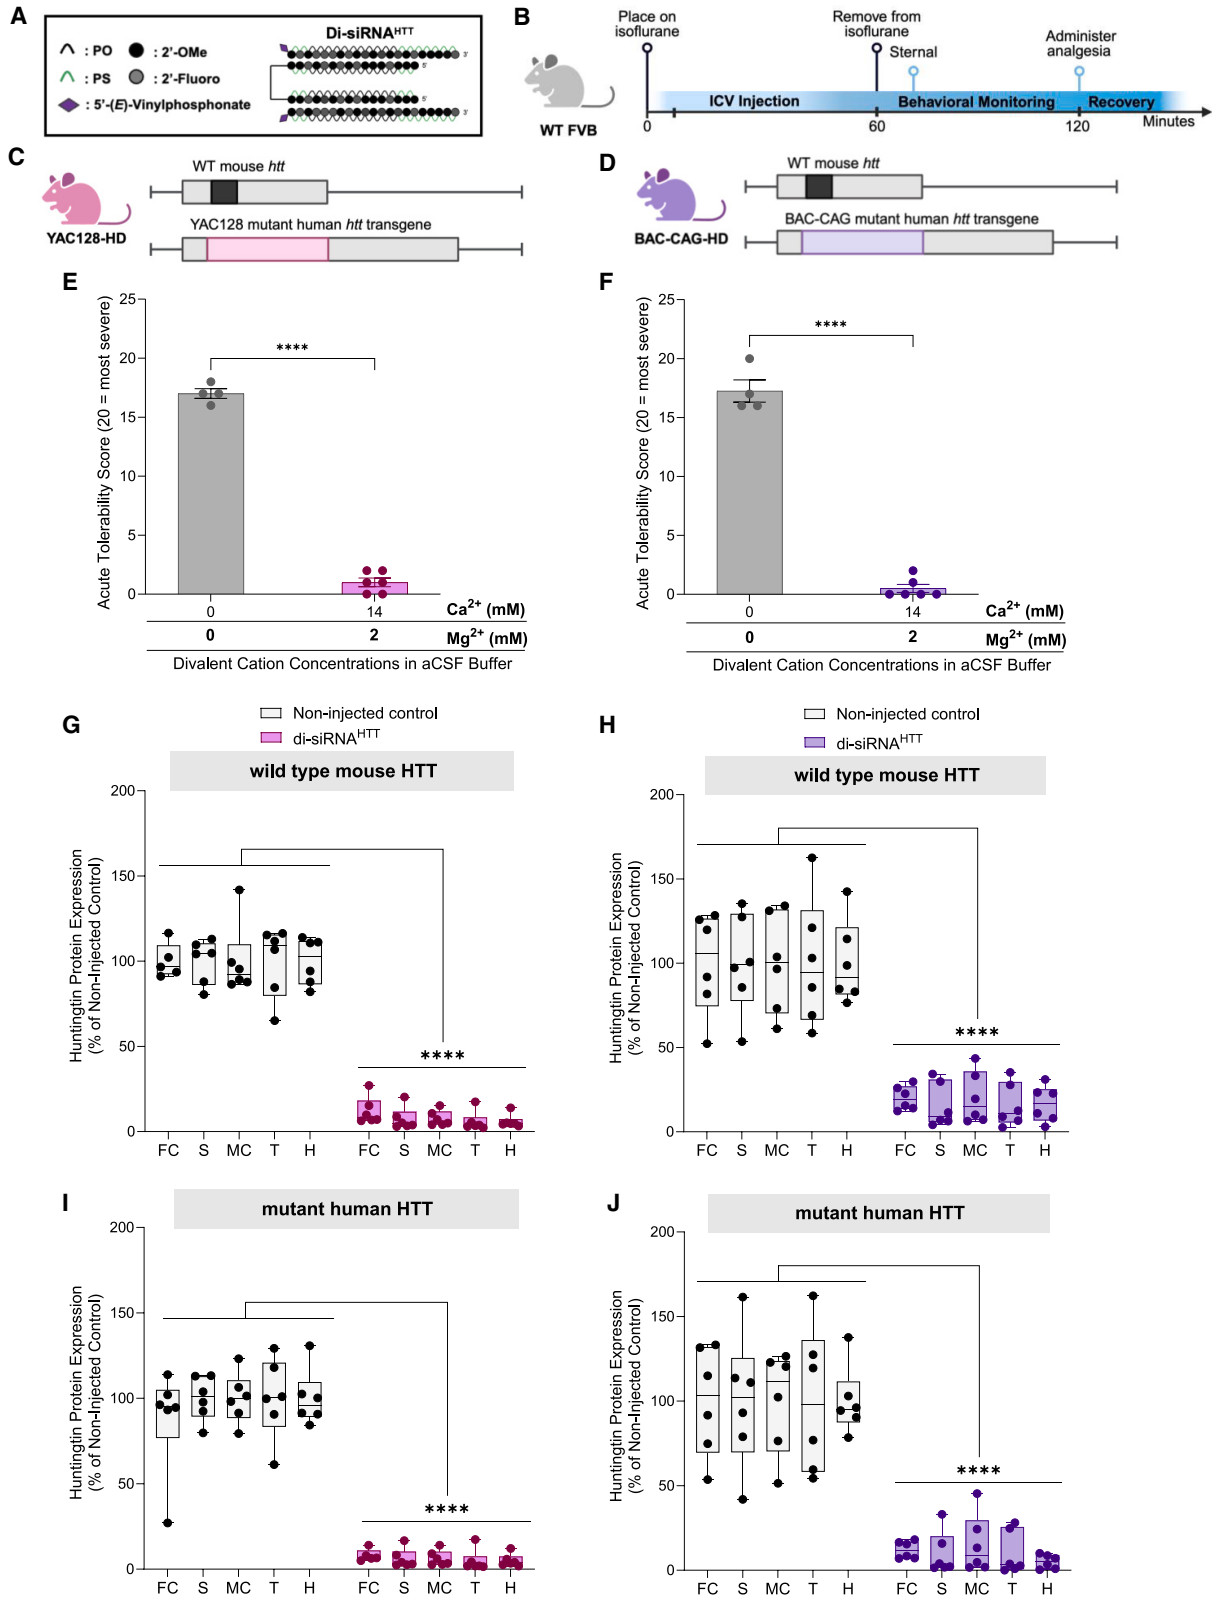 A
Di-siRNAHTT
: PO : 2'-OMe
: PS : 2'-Fluoro
: 5'-(E)-Vinylphosphonate
3'
5'
5'
3'
B
Place on isoflurane
Remove from isoflurane
Sternal
Administer analgesia
ICV Injection
Behavioral Monitoring
Recovery
WT FVB
0
60
120
Minutes
C
WT mouse htt
YAC128 mutant human htt transgene
YAC128-HD
D
WT mouse htt
BAC-CAG mutant human htt transgene
BAC-CAG-HD
E
Acute Tolerability Score (20 = most severe)
25
20
15
10
5
0
****
0 14 Ca2+ (mM)
0 2 Mg2+ (mM)
Divalent Cation Concentrations in aCSF Buffer
F
Acute Tolerability Score (20 = most severe)
25
20
15
10
5
0
****
0 14 Ca2+ (mM)
0 2 Mg2+ (mM)
Divalent Cation Concentrations in aCSF Buffer
G
Non-injected control
di-siRNAHTT
wild type mouse HTT
Huntingtin Protein Expression
(% of Non-Injected Control)
200
150
100
50
0
****
FC S MC T H FC S MC T H
H
Non-injected control
di-siRNAHTT
wild type mouse HTT
Huntingtin Protein Expression
(% of Non-Injected Control)
200
150
100
50
0
****
FC S MC T H FC S MC T H
I
mutant human HTT
Huntingtin Protein Expression
(% of Non-Injected Control)
200
150
100
50
0
****
FC S MC T H FC S MC T H
J
mutant human HTT
Huntingtin Protein Expression
(% of Non-Injected Control)
200
150
100
50
0
****
FC S MC T H FC S MC T H